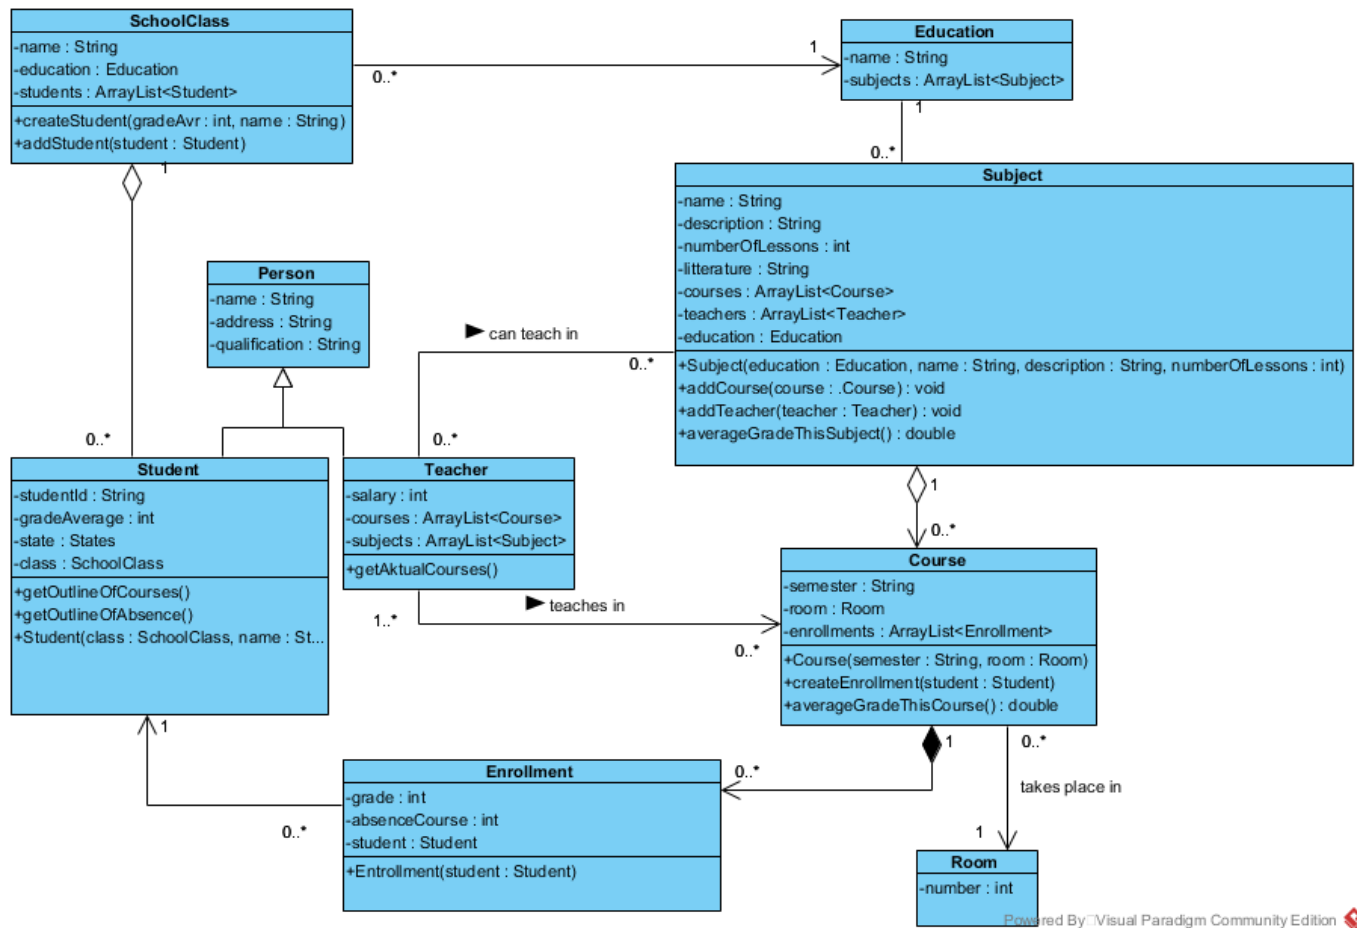 SchoolClass
-name : String
-education : Education
-students : ArrayList<Student>
+createStudent(gradeAvr : int, name : String)
+addStudent(student : Student)
1
0..*
1
Education
-name : String
-subjects : ArrayList<Subject>
1
0..*
Subject
-name : String
-description : String
-numberOfLessons : int
-litterature : String
-courses : ArrayList<Course>
-teachers : ArrayList<Teacher>
-education : Education
+Subject(education : Education, name : String, description : String, numberOfLessons : int)
+addCourse(course : .Course) : void
+addTeacher(teacher : Teacher) : void
+averageGradeThisSubject() : double
Person
-name : String
-address : String
-qualification : String
can teach in
0..*
0..*
0..*
Student
-studentId : String
-gradeAverage : int
-state : States
-class : SchoolClass
+getOutlineOfCourses()
+getOutlineOfAbsence()
+Student(class : SchoolClass, name : St...
Teacher
-salary : int
-courses : ArrayList<Course>
-subjects : ArrayList<Subject>
+getAktualCourses()
1
0..*
teaches in
1..*
0..*
Course
-semester : String
-room : Room
-enrollments : ArrayList<Enrollment>
+Course(semester : String, room : Room)
+createEnrollment(student : Student)
+averageGradeThisCourse() : double
1
0..*
1
0..*
Enrollment
-grade : int
-absenceCourse : int
-student : Student
+Entrollment(student : Student)
0..*
takes place in
1
Room
-number : int
0..*
Powered By Visual Paradigm Community Edition